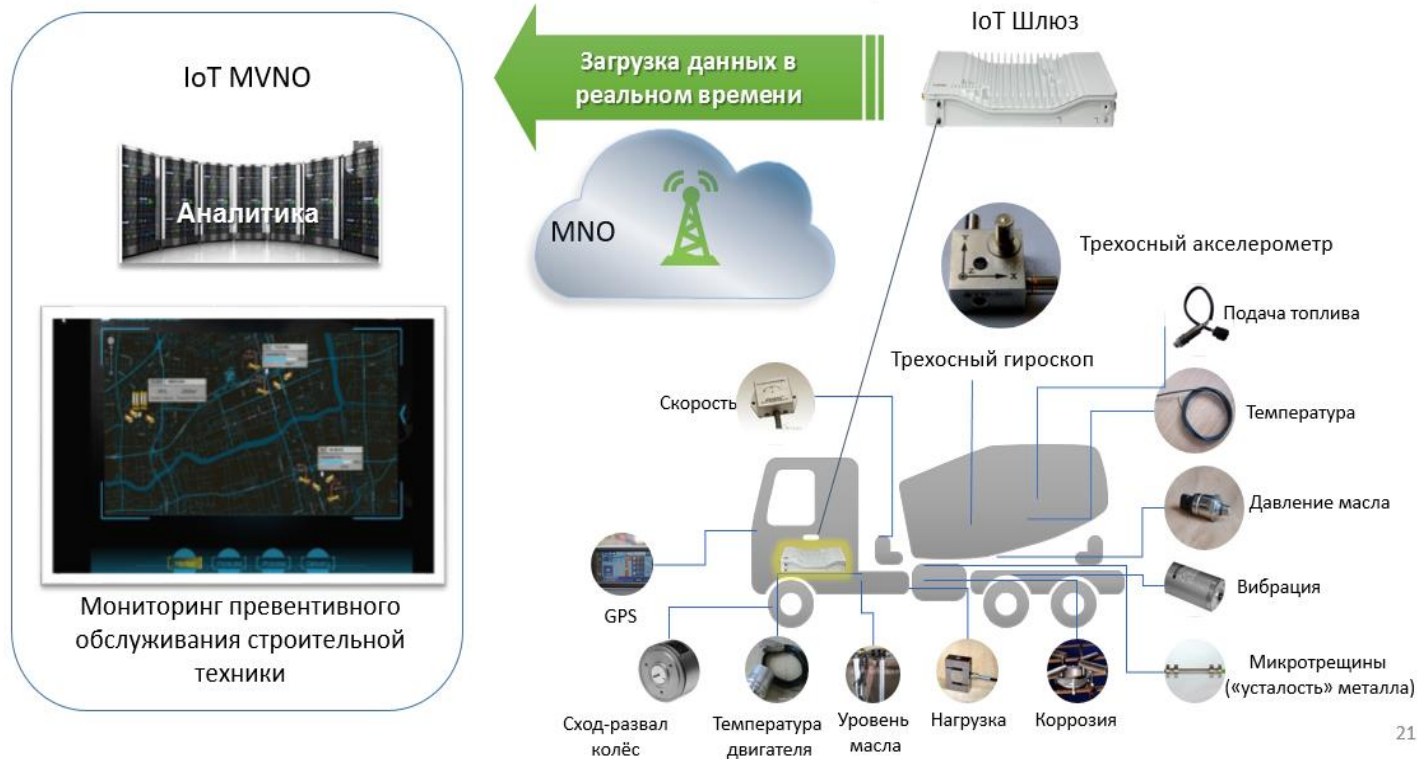 IoT MVNO
Аналитика
Мониторинг превентивного
обслуживания строительной
техники
Загрузка данных в
реальном времени
IoT Шлюз
MNO
Трехосный акселерометр
Подача топлива
Трехосный гироскоп
Скорость
Температура
Давление масла
GPS
Вибрация
Микротрещины
(«усталость» металла)
Сход-развал
колёс
Температура
двигателя
Уровень
масла
Нагрузка
Коррозия
21